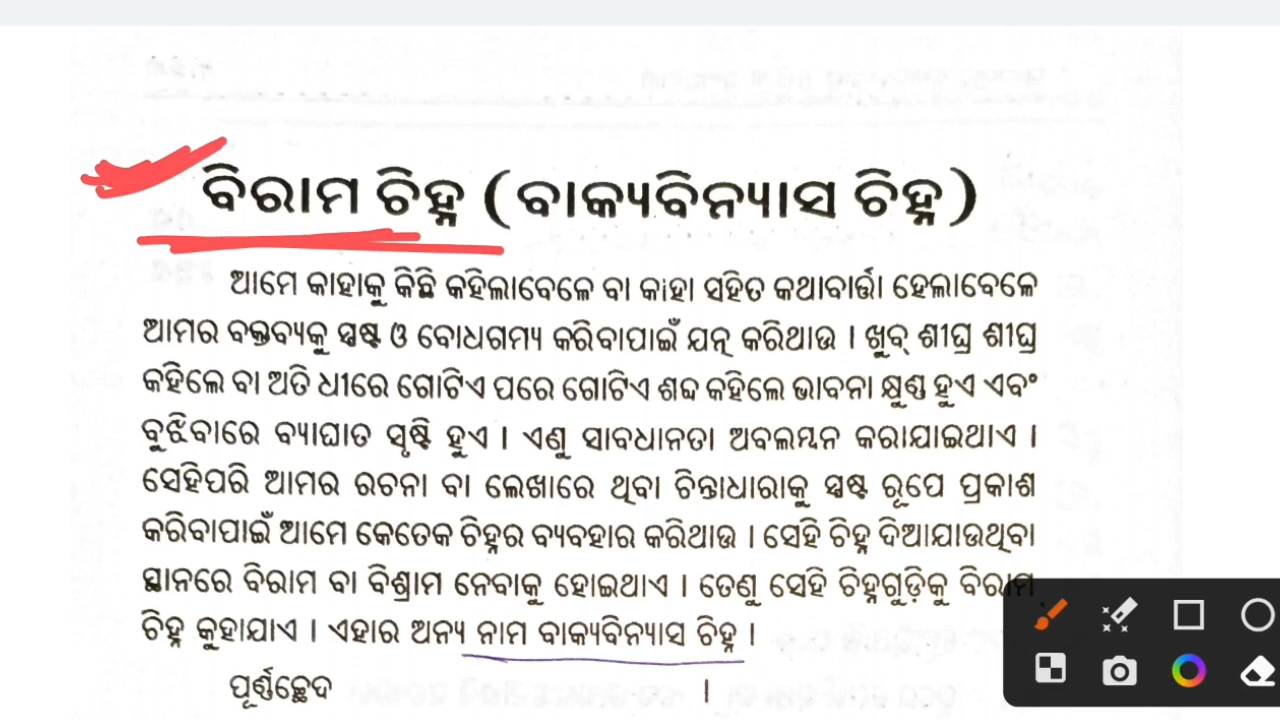 ବିରାମ ଚିହ୍ନ (ବାକ୍ୟବିନ୍ୟାସ ଚିହ୍ନ)
ଆମେ କାହାକୁ କିଛି କହିଲାବେଳେ ବା କାହା ସହିତ କଥାବାର୍ତ୍ତା ହେଲାବେଳେ
ଆମର ବକ୍ତବ୍ୟକୁ ସ୍ପଷ୍ଟ ଓ ବୋଧଗମ୍ୟ କରିବାପାଇଁ ଯତ୍ନ କରିଥାଉ । ଖୁବ୍ ଶୀଘ୍ର ଶୀଘ୍ର
କହିଲେ ବା ଅତି ଧୀରେ ଗୋଟିଏ ପରେ ଗୋଟିଏ ଶବ୍ଦ କହିଲେ ଭାବନା କ୍ଷୁଣ୍ଣ ହୁଏ ଏବଂ
ବୁଝିବାରେ ବ୍ୟାଘାତ ସୃଷ୍ଟି ହୁଏ । ଏଣୁ ସାବଧାନତା ଅବଲମ୍ବନ କରାଯାଇଥାଏ ।
ସେହିପରି ଆମର ରଚନା ବା ଲେଖାରେ ଥିବା ଚିନ୍ତାଧାରାକୁ ସ୍ପଷ୍ଟ ରୂପେ ପ୍ରକାଶ
କରିବାପାଇଁ ଆମେ କେତେକ ଚିହ୍ନର ବ୍ୟବହାର କରିଥାଉ । ସେହି ଚିହ୍ନ ଦିଆଯାଉଥିବା
ସ୍ଥାନରେ ବିରାମ ବା ବିଶ୍ରାମ ନେବାକୁ ହୋଇଥାଏ । ତେଣୁ ସେହି ଚିହ୍ନଗୁଡ଼ିକୁ ବିରାମ
ଚିହ୍ନ କୁହାଯାଏ । ଏହାର ଅନ୍ୟ ନାମ ବାକ୍ୟବିନ୍ୟାସ ଚିହ୍ନ ।
ପୂର୍ଣ୍ଣଚ୍ଛେଦ ।